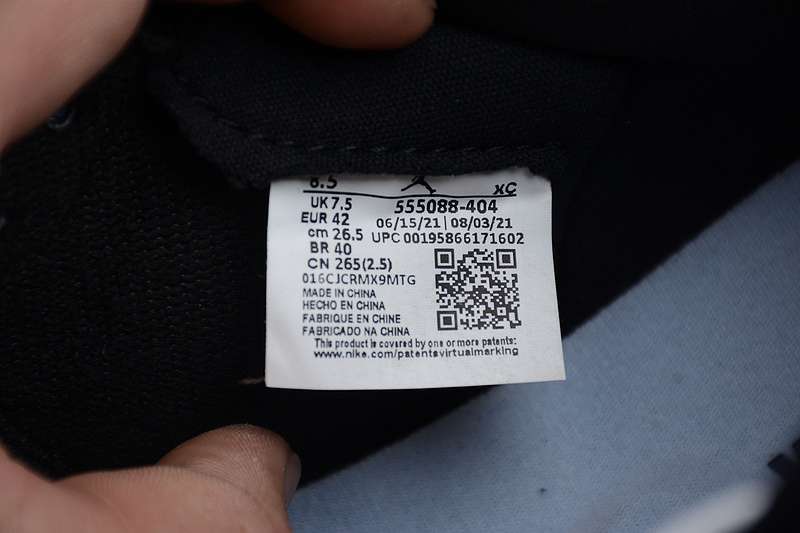 8.5 XC
UK 7.5 555088-404
EUR 42 06/15/21 | 08/03/21
cm 26.5 UPC 00195866171602
BR 40
CN 265(2.5)
016CJCRMX9MTG
MADE IN CHINA
HECHO EN CHINA
FABRIQUE EN CHINE
FABRICADO NA CHINA
This product is covered by one or more patents:
www.nike.com/patentsvirtualmarking